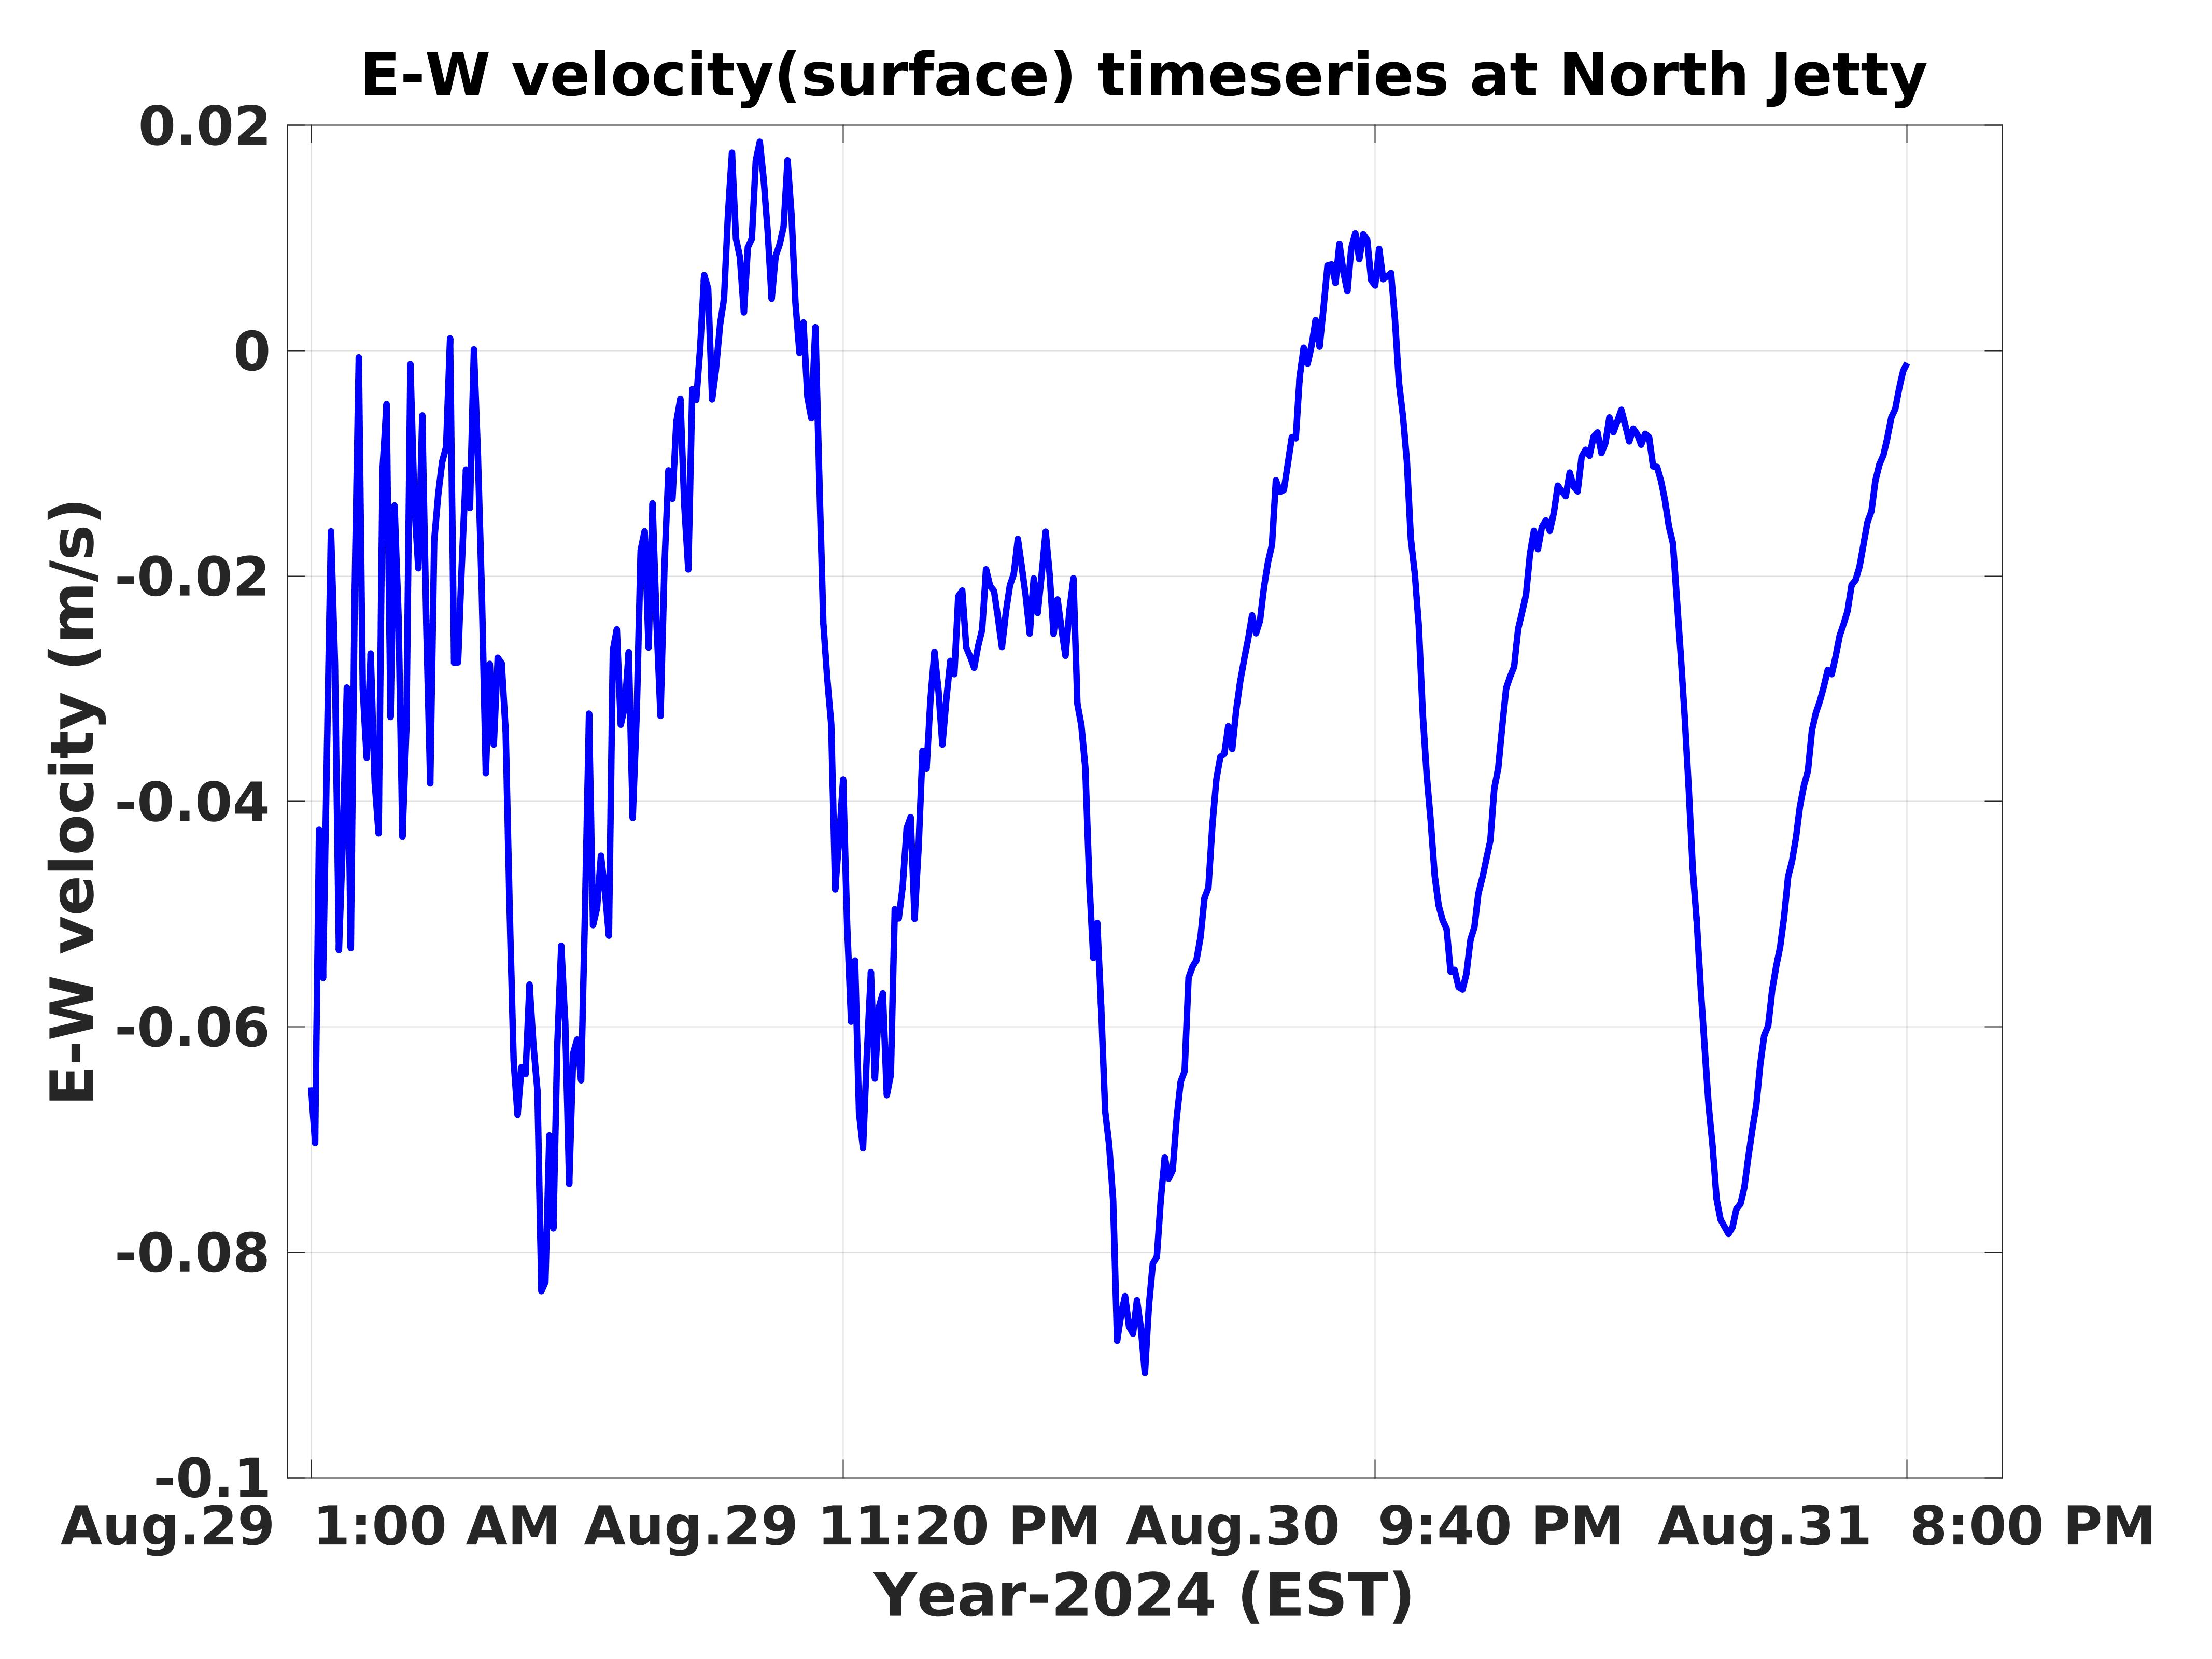 E-W velocity(surface) timeseries at North Jetty
0.02
0
-0.02
-0.04
-0.06
-0.08
-0.1
E-W velocity (m/s)
Aug.29 1:00 AM Aug.29 11:20 PM Aug.30 9:40 PM Aug.31 8:00 PM
Year-2024 (EST)